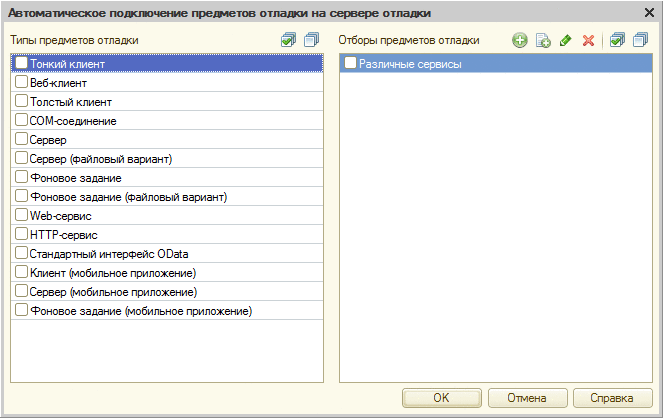 Автоматическое подключение предметов отладки на сервере отладки
Типы предметов отладки
Отборы предметов отладки
Тонкий клиент
Различные сервисы
Веб-клиент
Толстый клиент
COM-соединение
Сервер
Сервер (файловый вариант)
Фоновое задание
Фоновое задание (файловый вариант)
Web-сервис
HTTP-сервис
Стандартный интерфейс OData
Клиент (мобильное приложение)
Сервер (мобильное приложение)
Фоновое задание (мобильное приложение)
OK
Отмена
Справка